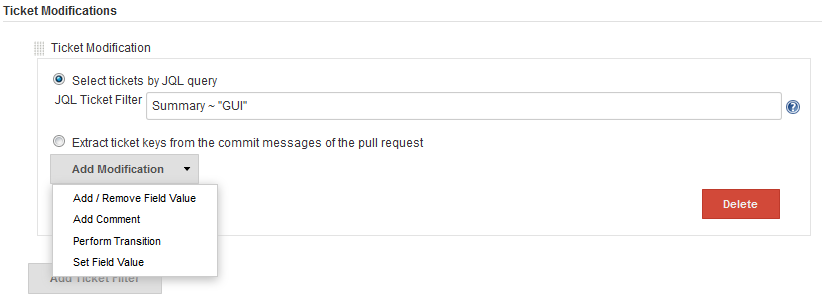 Ticket Modifications
Ticket Modification
Select tickets by JQL query
JQL Ticket Filter Summary ~ "GUI" ?
Extract ticket keys from the commit messages of the pull request
Add Modification
Add / Remove Field Value
Add Comment
Perform Transition
Set Field Value
Delete
Add Ticket Filter